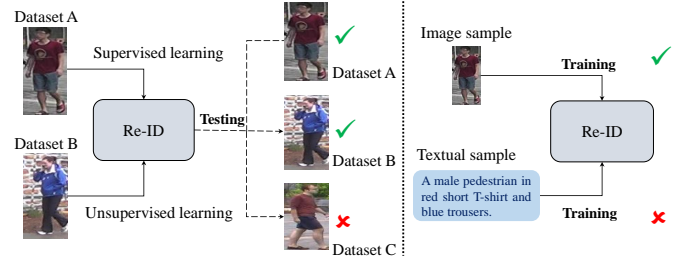 Dataset A
Supervised learning
Re-ID
Dataset B
Unsupervised learning
Testing
Dataset A
Dataset B
Dataset C
Image sample
Training
Re-ID
Textual sample
A male pedestrian in
red short T-shirt and
blue trousers.
Training